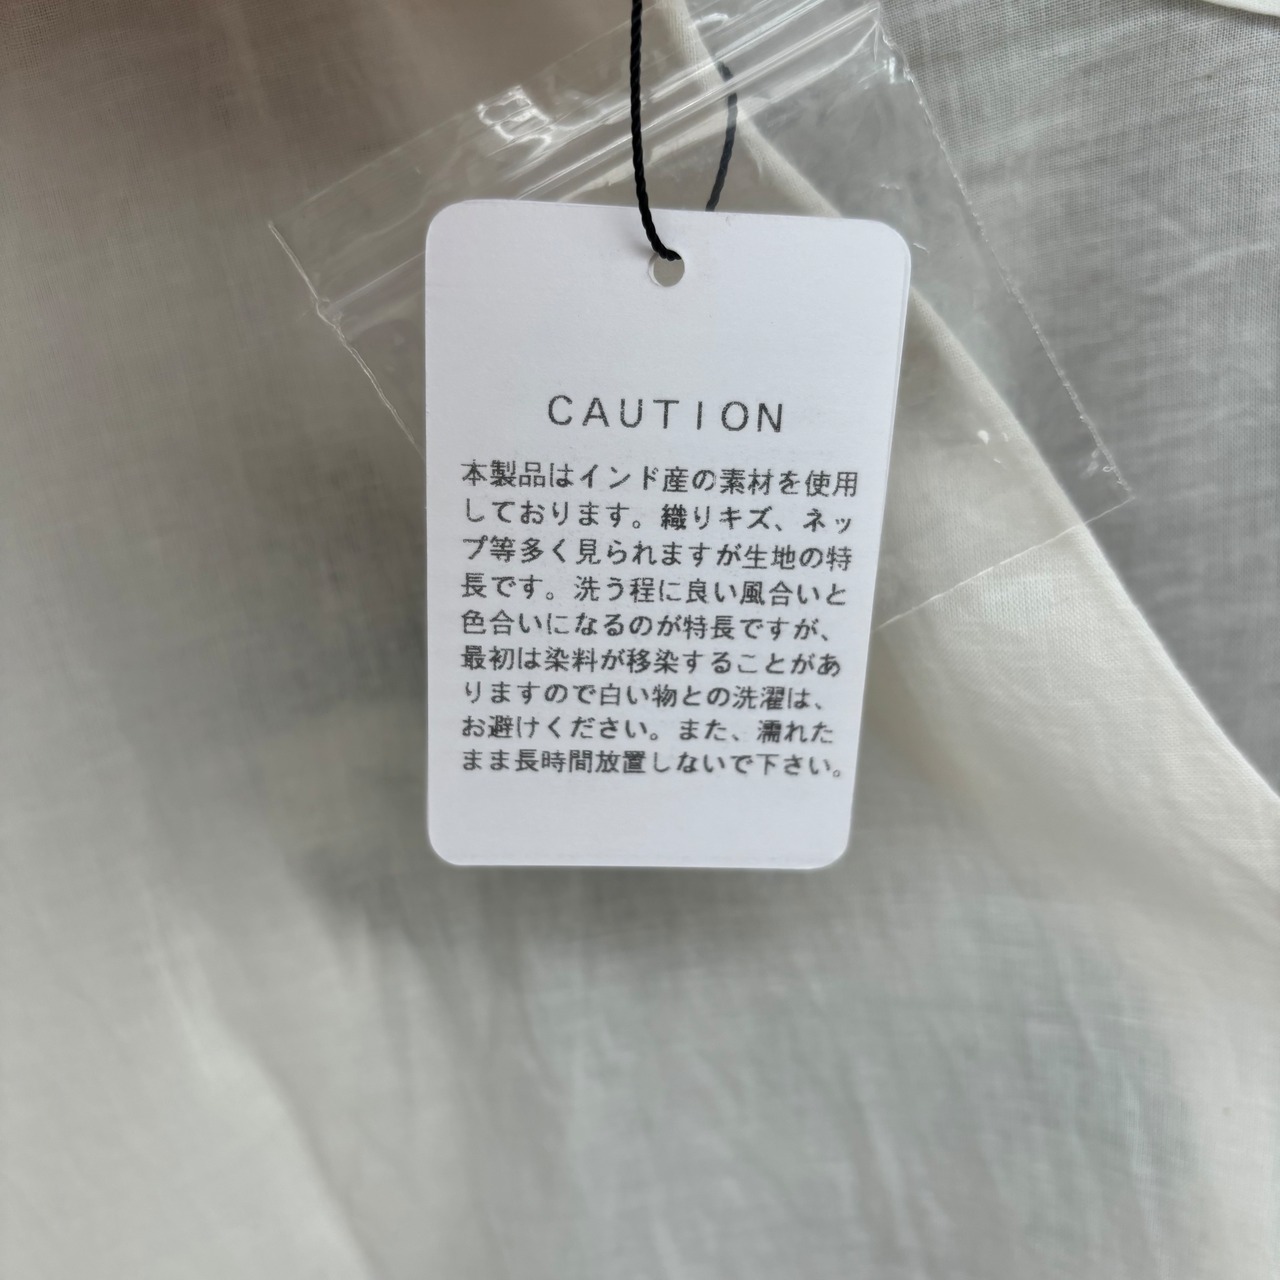 CAUTION
本製品はインド産の素材を使用
しております。織りキズ、ネッ
プ等多く見られますが生地の特
長です。洗う程に良い風合いと
色合いになるのが特長ですが、
最初は染料が移染することがあ
りますので白い物との洗濯は、
お避けください。また、濡れた
まま長時間放置しないで下さい。